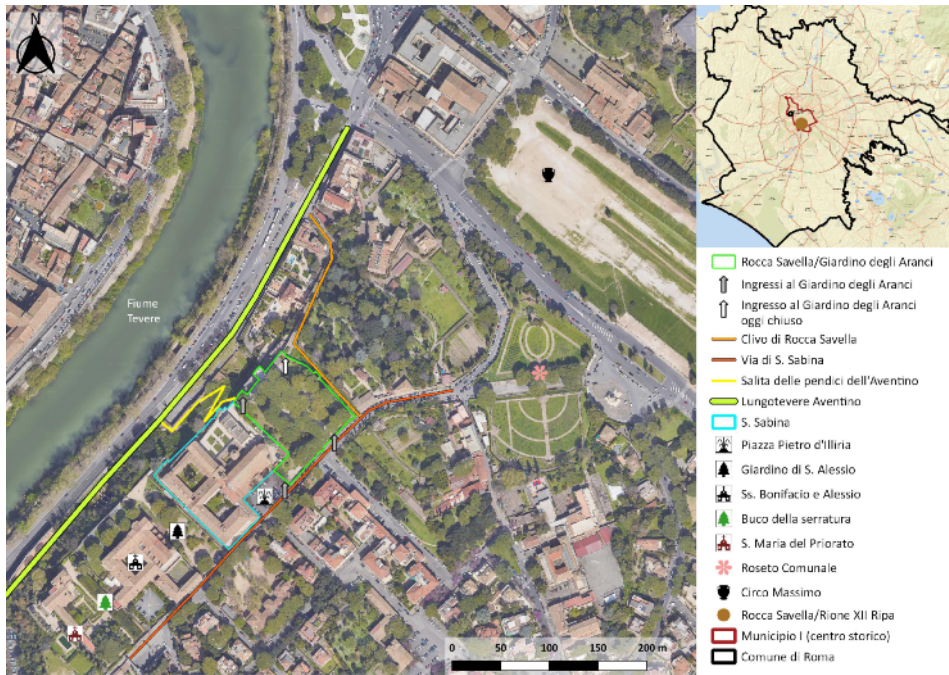 N
Fiume
Tevere
0 50 100 150 200 m
Rocca Savella/Giardino degli Aranci
Ingressi al Giardino degli Aranci
Ingresso al Giardino degli Aranci
oggi chiuso
Clivo di Rocca Savella
Via di S. Sabina
Salita delle pendici dell'Aventino
Lungotevere Aventino
S. Sabina
Piazza Pietro d'Illiria
Giardino di S. Alessio
Ss. Bonifacio e Alessio
Buco della serratura
S. Maria del Priorato
Roseto Comunale
Circo Massimo
Rocca Savella/Rione XII Ripa
Municipio I (centro storico)
Comune di Roma